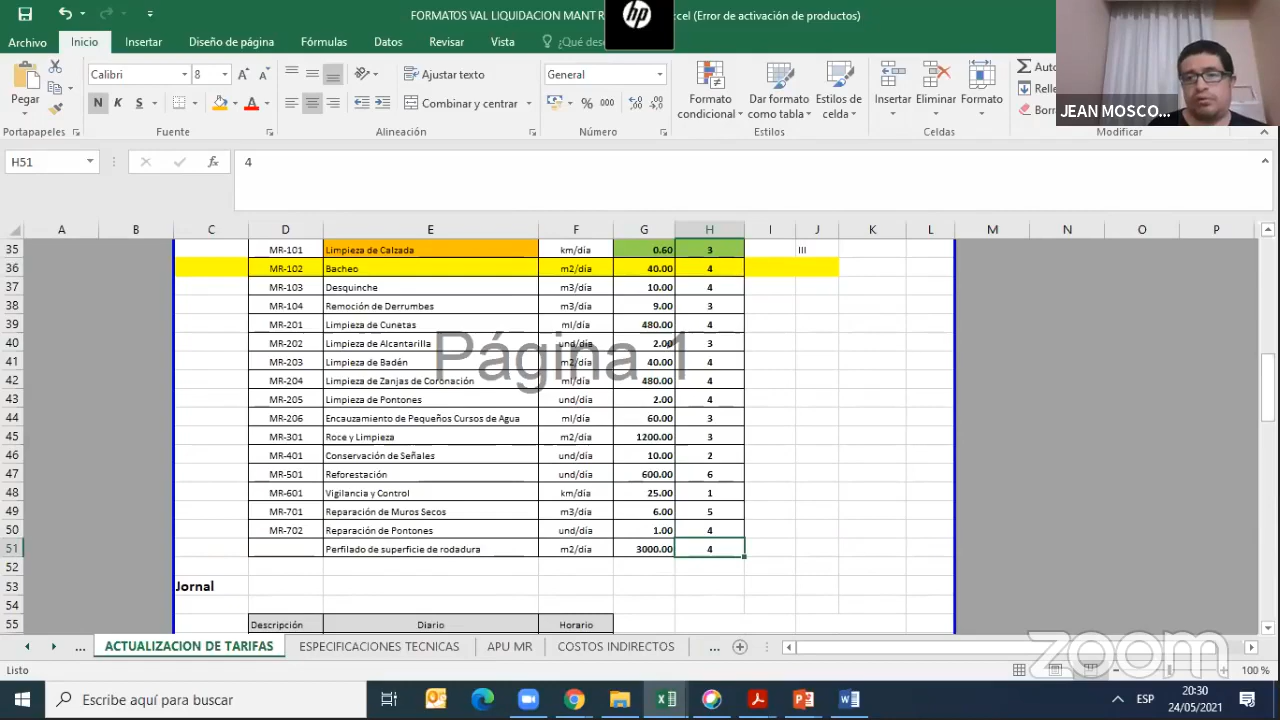 FORMATOS VAL LIQUIDACION MANT R cel (Error de activación de productos)
hp
JEAN MOSCO...
Archivo Inicio Insertar Diseño de página Fórmulas Datos Revisar Vista ¿Qué des
Pegar
Calibri
Ajustar texto
General
N K S
A
Combinar y centrar
% 000
Formato condicional
Dar formato como tabla
Estilos de celda
Insertar Eliminar Formato
Auto
Relle
Borr
Portapapeles Fuente Alineación Número Estilos Celdas Modificar
H51 fx 4
A B C D E F G H I J K L M N O P
35 MR-101 Limpieza de Calzada km/día 0.60 3 III
36 MR-102 Bacheo m2/día 40.00 4
37 MR-103 Desquinche m3/día 10.00 4
38 MR-104 Remoción de Derrumbes m3/día 9.00 3
39 MR-201 Limpieza de Cunetas ml/día 480.00 4
40 MR-202 Limpieza de Alcantarilla und/día 2.00 3
Página 1
41 MR-203 Limpieza de Badén m2/día 40.00 4
42 MR-204 Limpieza de Zanjas de Coronación ml/día 480.00 4
43 MR-205 Limpieza de Pontones und/día 2.00 4
44 MR-206 Encauzamiento de Pequeños Cursos de Agua ml/día 60.00 3
45 MR-301 Roce y Limpieza m2/día 1200.00 3
46 MR-401 Conservación de Señales und/día 10.00 2
47 MR-501 Reforestación und/día 600.00 6
48 MR-601 Vigilancia y Control km/día 25.00 1
49 MR-701 Reparación de Muros Secos m3/día 6.00 5
50 MR-702 Reparación de Pontones und/día 1.00 4
51 Perfilado de superficie de rodadura m2/día 3000.00 4
52
53 Jornal
54
55 Descripción Diario Horario
... ACTUALIZACION DE TARIFAS ESPECIFICACIONES TECNICAS APU MR COSTOS INDIRECTOS ...
Listo
100 %
zoom
Escribe aquí para buscar
ESP
20:30
24/05/2021